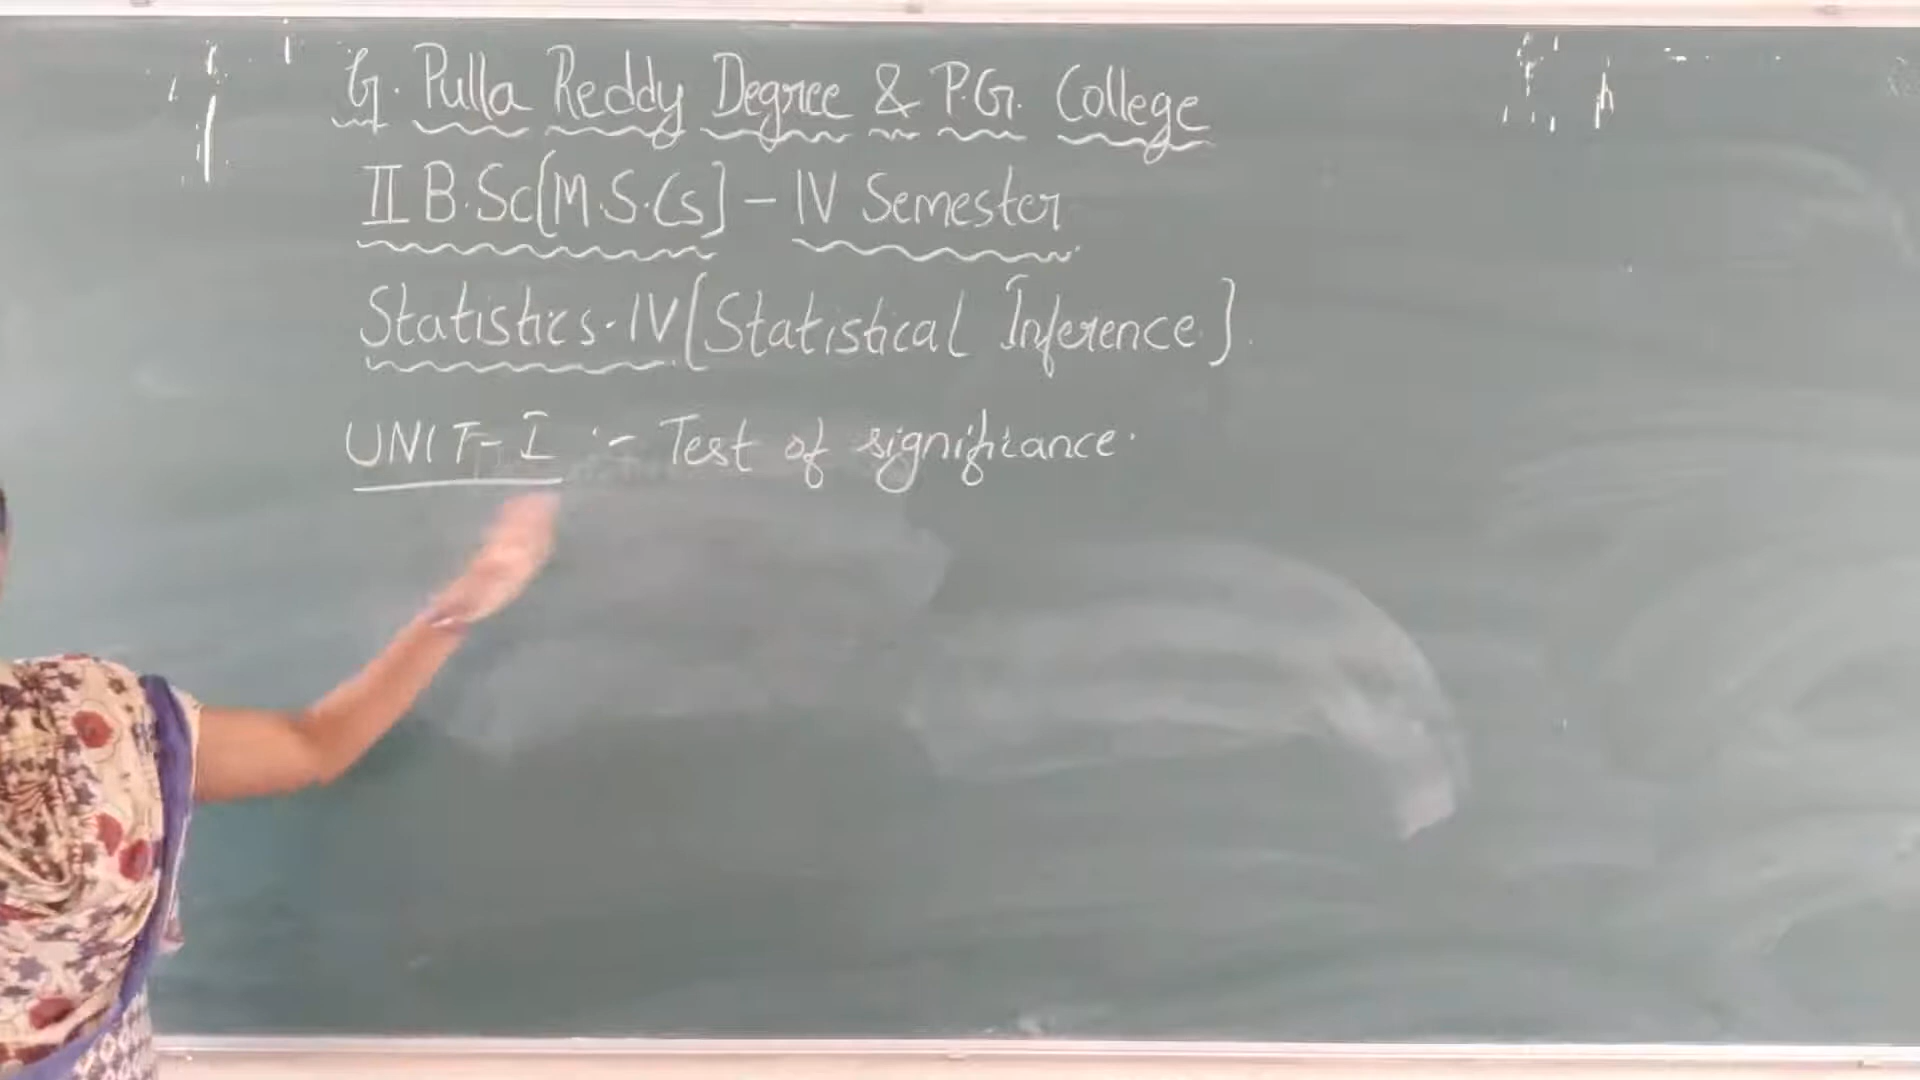 G. Pulla Reddy Degree & P.G. College
II B.Sc[M.S.Cs] - IV Semester
Statistics-IV[Statistical Inference].
UNIT-I :- Test of significance.